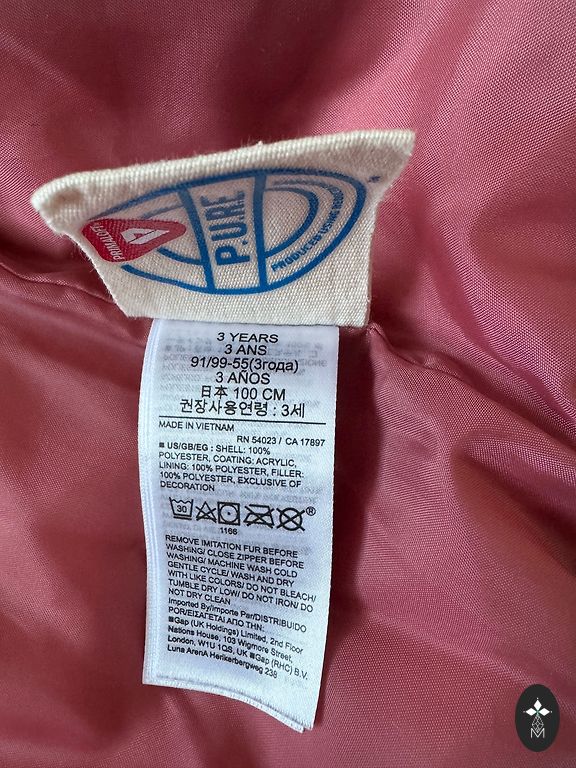 PRIMALOFT
P.U.R.E.
3 YEARS
3 ANS
91/99-55(3года)
3 AÑOS
日本 100 CM
권장사용연령 : 3세
MADE IN VIETNAM
RN 54023 / CA 17897
■ US/GB/EG : SHELL: 100%
POLYESTER, COATING: ACRYLIC,
LINING: 100% POLYESTER, FILLER:
100% POLYESTER, EXCLUSIVE OF
DECORATION
30
®
1166
REMOVE IMITATION FUR BEFORE
WASHING/ CLOSE ZIPPER BEFORE
WASHING/ MACHINE WASH COLD
GENTLE CYCLE/ WASH AND DRY
WITH LIKE COLORS/ DO NOT BLEACH/
TUMBLE DRY LOW/ DO NOT IRON/ DO
NOT DRY CLEAN
Imported By/Importe Par/DISTRIBUIDO
POR/ΕΙΣΑΓΕΤΑΙ ΑΠΟ ΤΗΝ:
■Gap (UK Holdings) Limited, 2nd Floor
Nations House, 103 Wigmore Street,
London, W1U 1QS, UK ■Gap (RHC) B.V.
Luna ArenA Herikerbergweg 238